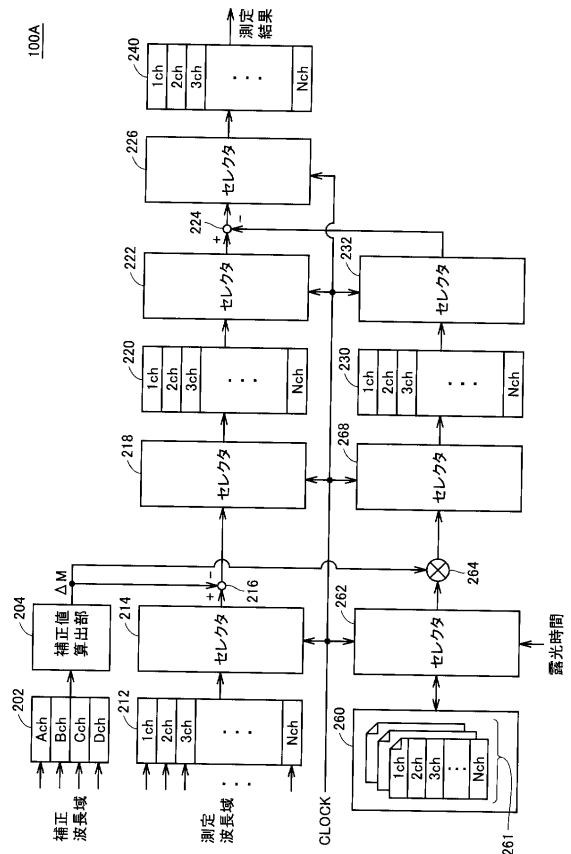 100A
補正
波長域
202
Ach
Bch
Cch
Dch
204
補正値
算出部
ΔM
測定
波長域
212
1ch
2ch
3ch
・・・
Nch
・・・
214
セレクタ
+
-
216
218
セレクタ
220
1ch
2ch
3ch
・・・
Nch
222
セレクタ
+
-
224
226
セレクタ
240
1ch
2ch
3ch
・・・
Nch
測定
結果
CLOCK
260
1ch
2ch
3ch
・・・
Nch
261
262
セレクタ
露光時間
264
268
セレクタ
230
1ch
2ch
3ch
・・・
Nch
232
セレクタ